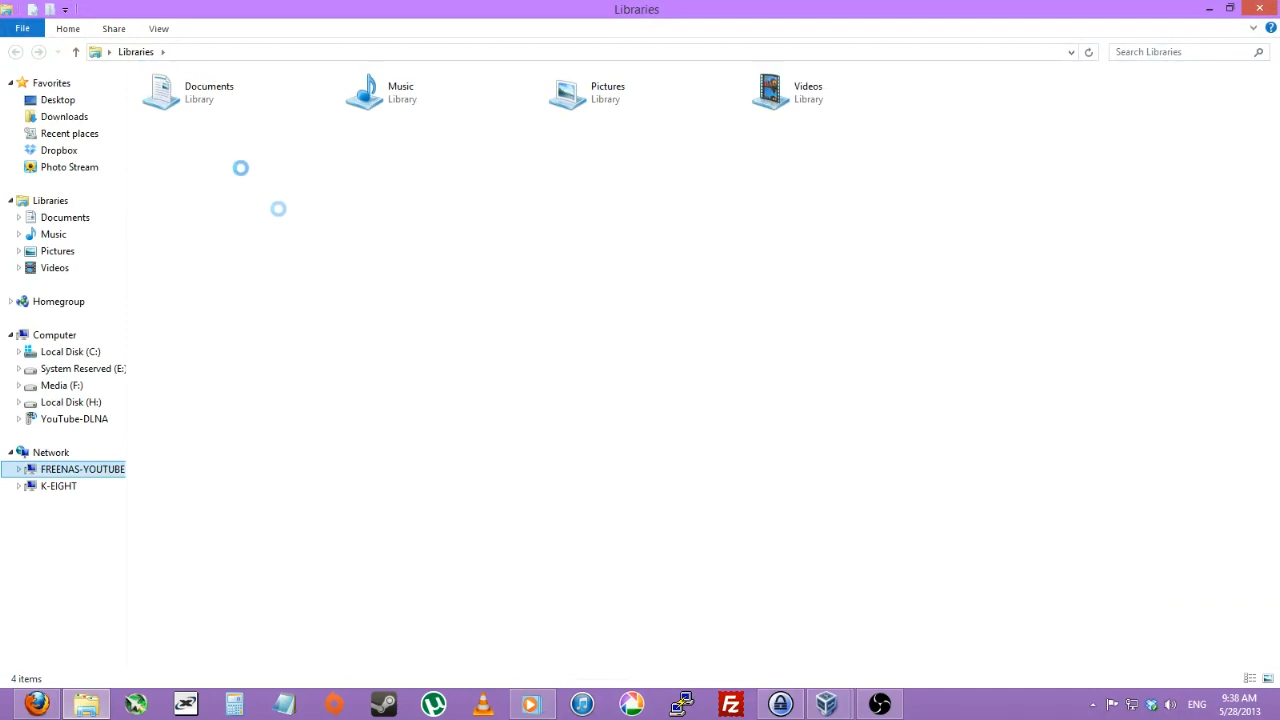 Libraries
File
Home
Share
View
Libraries
Search Libraries
Favorites
Desktop
Downloads
Recent places
Dropbox
Photo Stream
Libraries
Documents
Music
Pictures
Videos
Homegroup
Computer
Local Disk (C:)
System Reserved (E:)
Media (F:)
Local Disk (H:)
YouTube-DLNA
Network
FREENAS-YOUTUBE
K-EIGHT
Documents
Library
Music
Library
Pictures
Library
Videos
Library
4 items
ENG
9:38 AM
5/28/2013